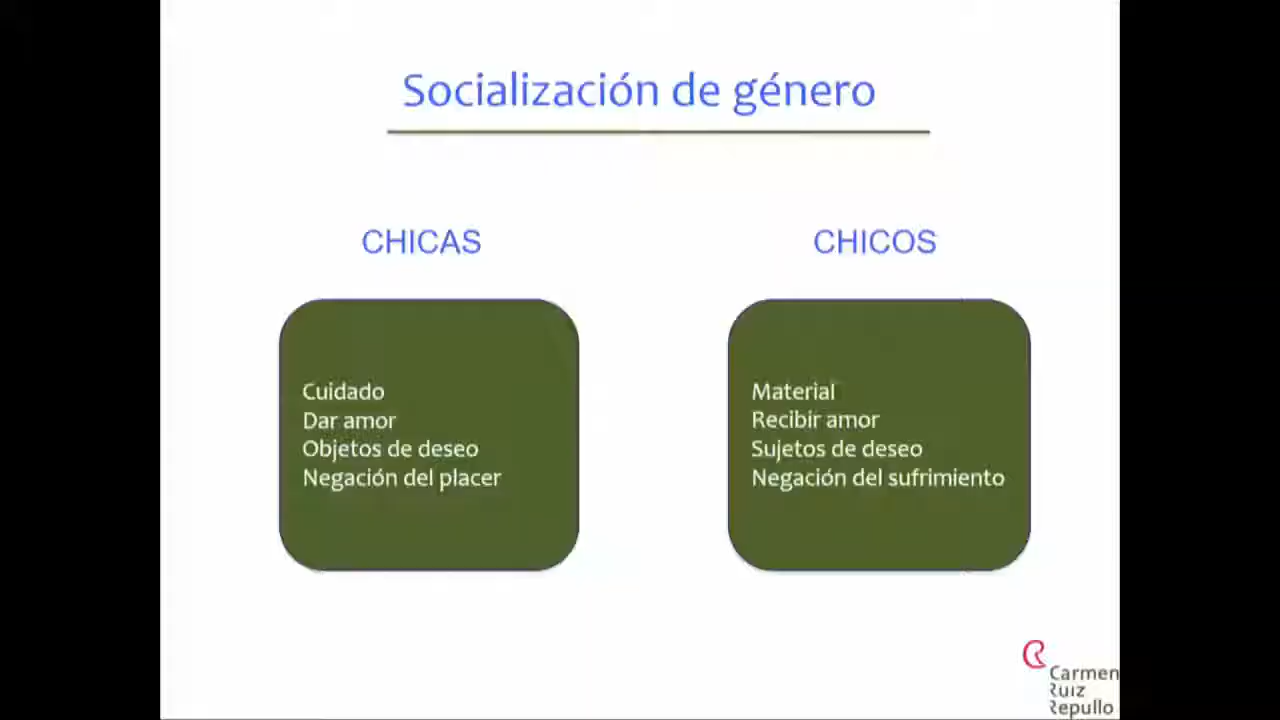 Socialización de género
CHICAS
Cuidado
Dar amor
Objetos de deseo
Negación del placer
CHICOS
Material
Recibir amor
Sujetos de deseo
Negación del sufrimiento
Carmen
Ruiz
Repullo